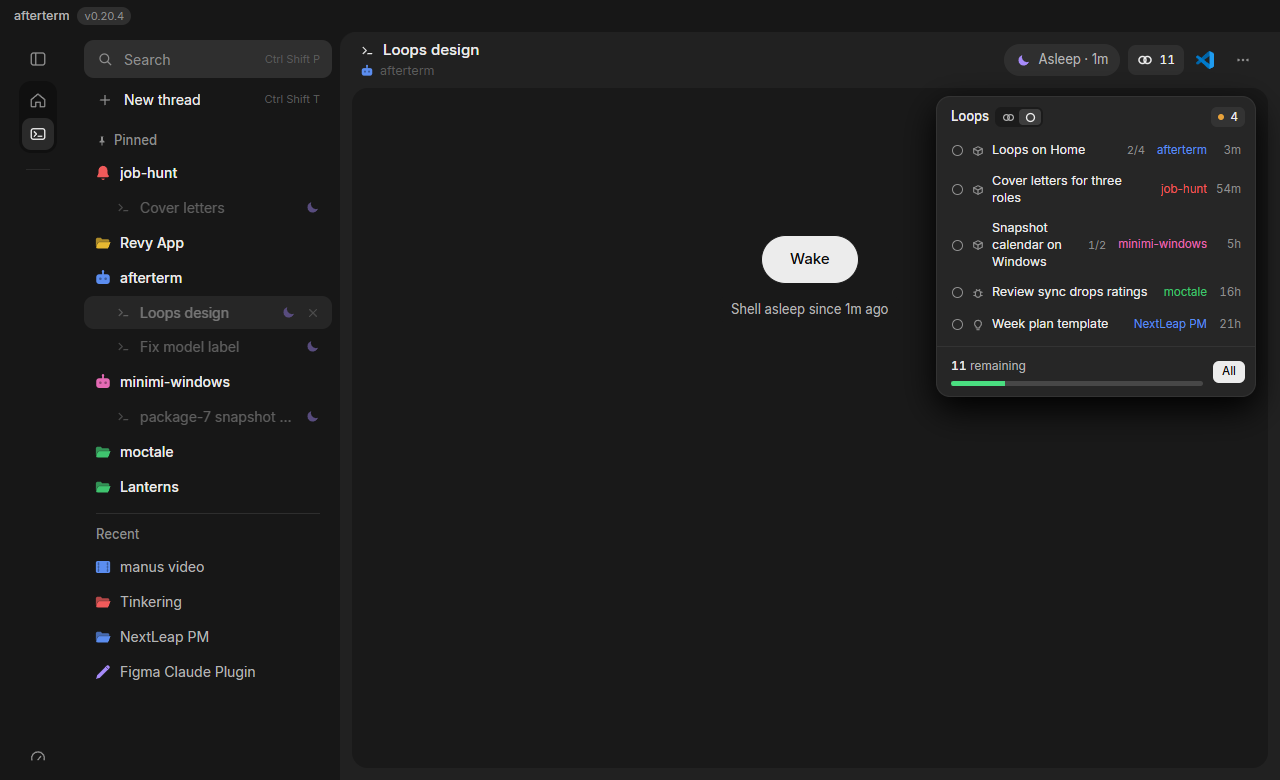 afterterm v0.20.4
Search Ctrl Shift P
New thread Ctrl Shift T
Pinned
job-hunt
Cover letters
Revy App
afterterm
Loops design
Fix model label
minimi-windows
package-7 snapshot ...
moctale
Lanterns
Recent
manus video
Tinkering
NextLeap PM
Figma Claude Plugin
Loops design
afterterm
Asleep · 1m
11
Wake
Shell asleep since 1m ago
Loops 4
Loops on Home 2/4 afterterm 3m
Cover letters for three
roles
job-hunt 54m
Snapshot
calendar on
Windows
1/2 minimi-windows 5h
Review sync drops ratings moctale 16h
Week plan template NextLeap PM 21h
11 remaining
All